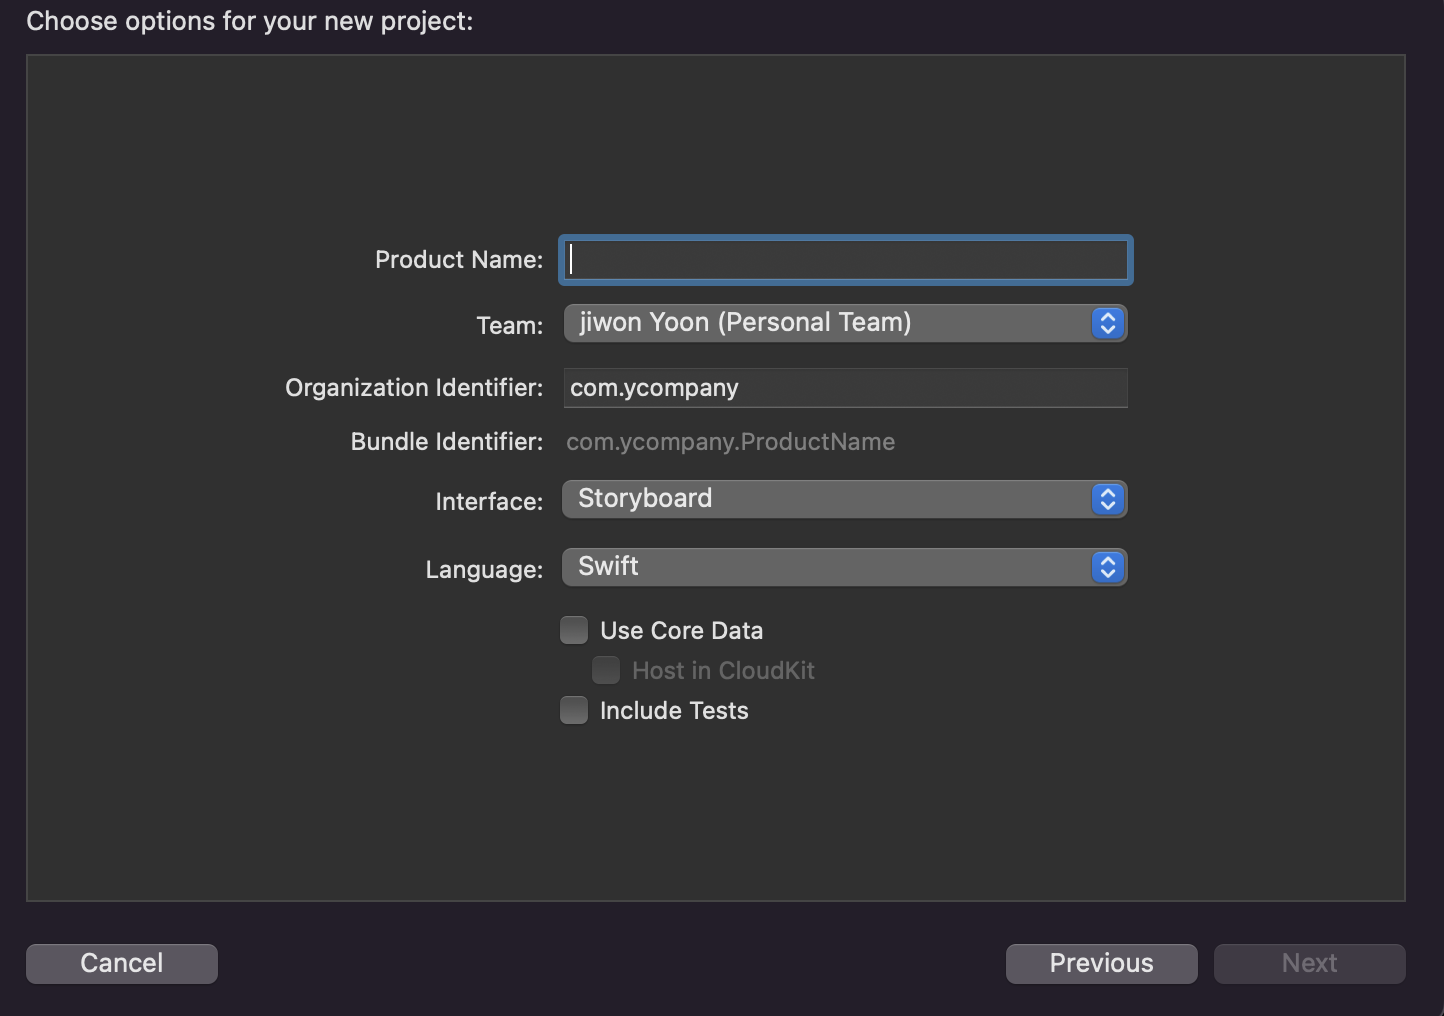 Choose options for your new project:
Product Name:
Team: jiwon Yoon (Personal Team)
Organization Identifier: com.ycompany
Bundle Identifier: com.ycompany.ProductName
Interface: Storyboard
Language: Swift
Use Core Data
Host in CloudKit
Include Tests
Cancel Previous Next